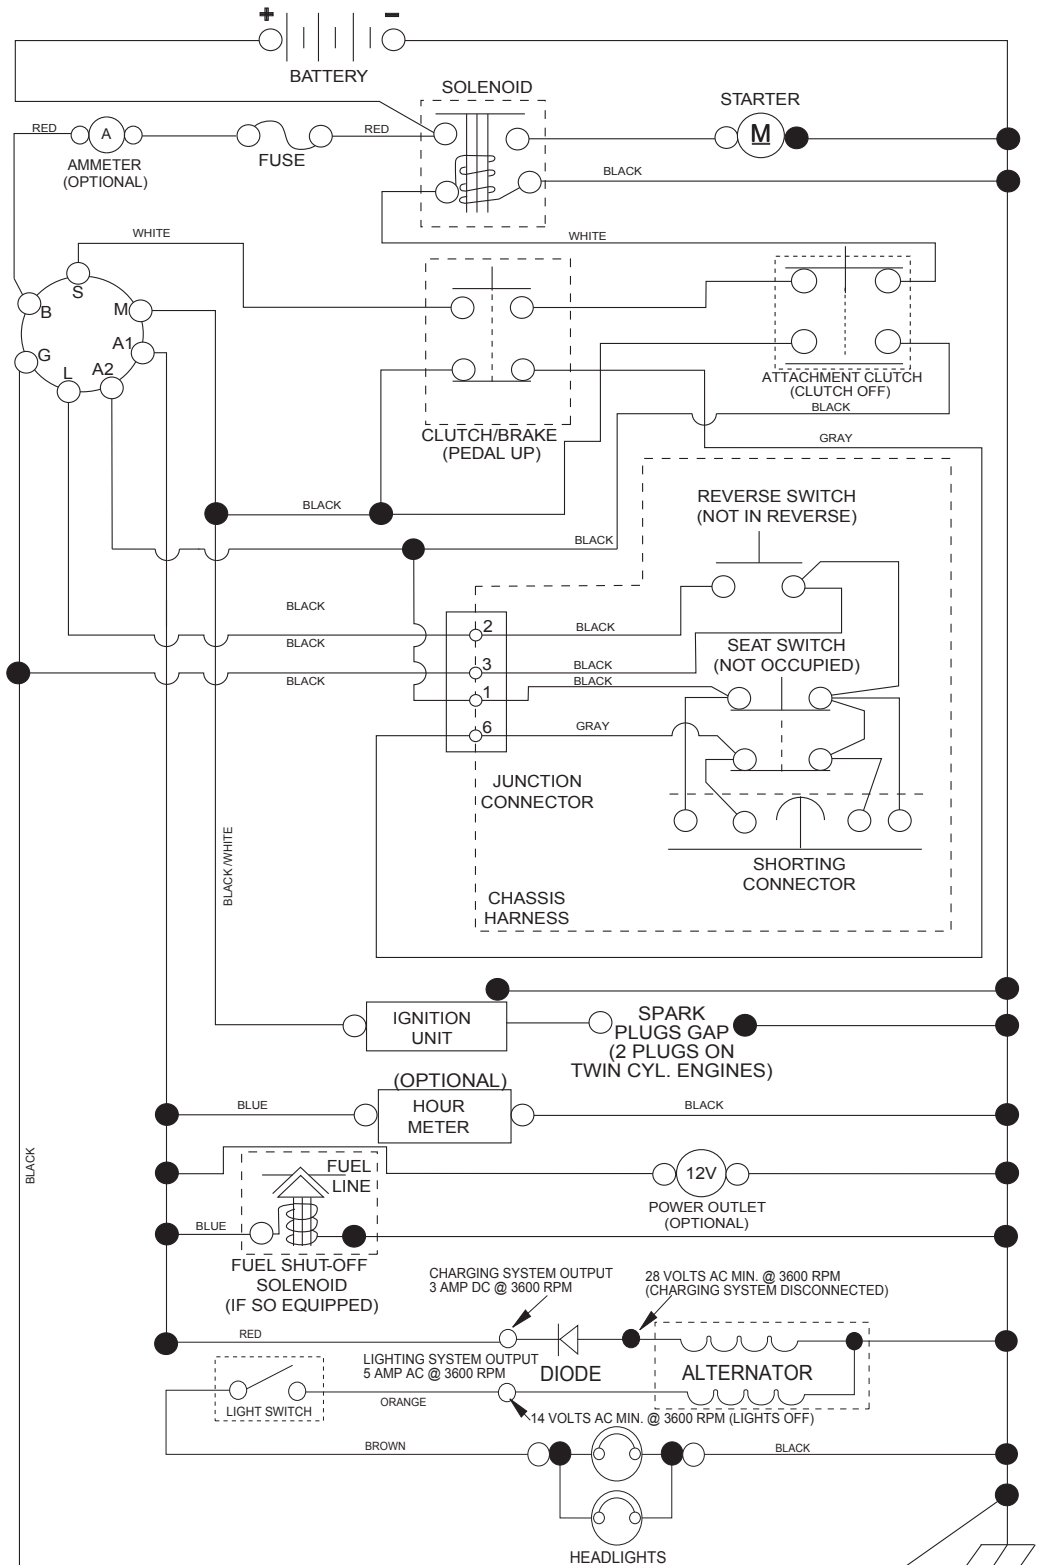 + −
BATTERY
SOLENOID
STARTER
RED
A
RED
M
AMMETER
(OPTIONAL)
FUSE
BLACK
WHITE
WHITE
S
B
M
A1
G
L
A2
ATTACHMENT CLUTCH
(CLUTCH OFF)
BLACK
CLUTCH/BRAKE
(PEDAL UP)
GRAY
REVERSE SWITCH
(NOT IN REVERSE)
BLACK
BLACK
BLACK
2
BLACK
BLACK
SEAT SWITCH
(NOT OCCUPIED)
3
BLACK
BLACK
BLACK
1
6
GRAY
JUNCTION
CONNECTOR
SHORTING
CONNECTOR
BLACK /WHITE
CHASSIS
HARNESS
IGNITION
UNIT
SPARK
PLUGS GAP
(2 PLUGS ON
TWIN CYL. ENGINES)
(OPTIONAL)
HOUR
METER
BLUE
BLACK
BLACK
FUEL
LINE
12V
POWER OUTLET
(OPTIONAL)
BLUE
FUEL SHUT-OFF
SOLENOID
(IF SO EQUIPPED)
CHARGING SYSTEM OUTPUT
3 AMP DC @ 3600 RPM
28 VOLTS AC MIN. @ 3600 RPM
(CHARGING SYSTEM DISCONNECTED)
RED
LIGHTING SYSTEM OUTPUT
5 AMP AC @ 3600 RPM
DIODE
ALTERNATOR
LIGHT SWITCH
ORANGE
14 VOLTS AC MIN. @ 3600 RPM (LIGHTS OFF)
BROWN
BLACK
HEADLIGHTS